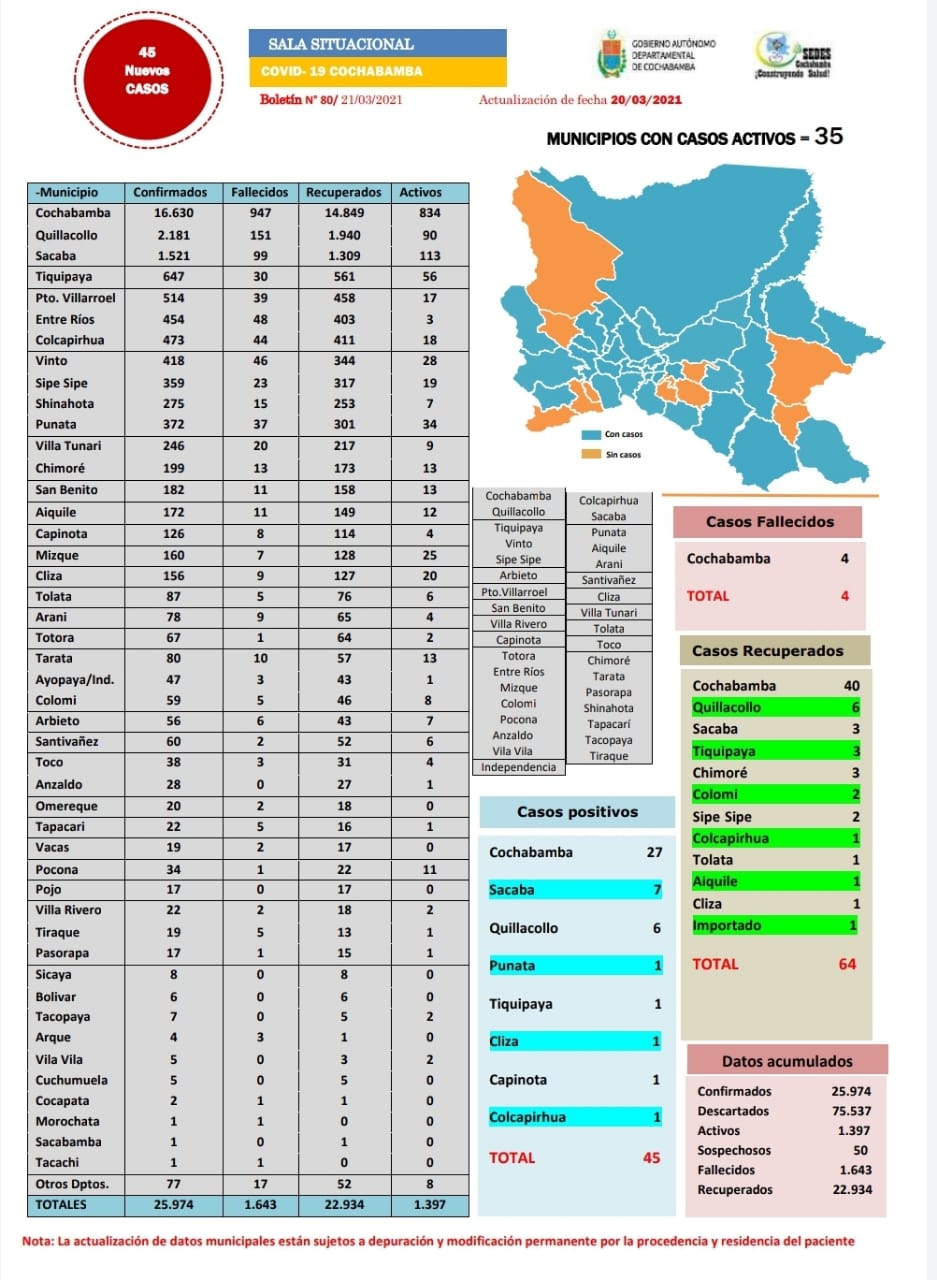 45
Nuevos
CASOS
SALA SITUACIONAL
COVID- 19 COCHABAMBA
Boletín N° 80/ 21/03/2021
Actualización de fecha 20/03/2021
GOBIERNO AUTÓNOMO
DEPARTAMENTAL
DE COCHABAMBA
SEDES
Cochabamba
¡Construyendo Salud!
MUNICIPIOS CON CASOS ACTIVOS = 35
-Municipio Confirmados Fallecidos Recuperados Activos
Cochabamba 16.630 947 14.849 834
Quillacollo 2.181 151 1.940 90
Sacaba 1.521 99 1.309 113
Tiquipaya 647 30 561 56
Pto. Villarroel 514 39 458 17
Entre Ríos 454 48 403 3
Colcapirhua 473 44 411 18
Vinto 418 46 344 28
Sipe Sipe 359 23 317 19
Shinahota 275 15 253 7
Punata 372 37 301 34
Villa Tunari 246 20 217 9
Chimoré 199 13 173 13
San Benito 182 11 158 13
Aiquile 172 11 149 12
Capinota 126 8 114 4
Mizque 160 7 128 25
Cliza 156 9 127 20
Tolata 87 5 76 6
Arani 78 9 65 4
Totora 67 1 64 2
Tarata 80 10 57 13
Ayopaya/Ind. 47 3 43 1
Colomi 59 5 46 8
Arbieto 56 6 43 7
Santivañez 60 2 52 6
Toco 38 3 31 4
Anzaldo 28 0 27 1
Omereque 20 2 18 0
Tapacari 22 5 16 1
Vacas 19 2 17 0
Pocona 34 1 22 11
Pojo 17 0 17 0
Villa Rivero 22 2 18 2
Tiraque 19 5 13 1
Pasorapa 17 1 15 1
Sicaya 8 0 8 0
Bolivar 6 0 6 0
Tacopaya 7 0 5 2
Arque 4 3 1 0
Vila Vila 5 0 3 2
Cuchumuela 5 0 5 0
Cocapata 2 1 1 0
Morochata 1 1 0 0
Sacabamba 1 0 1 0
Tacachi 1 1 0 0
Otros Dptos. 77 17 52 8
TOTALES 25.974 1.643 22.934 1.397
Con casos
Sin casos
Cochabamba
Quillacollo
Tiquipaya
Vinto
Sipe Sipe
Arbieto
Pto.Villarroel
San Benito
Villa Rivero
Capinota
Totora
Entre Ríos
Mizque
Colomi
Pocona
Anzaldo
Vila Vila
Independencia
Colcapirhua
Sacaba
Punata
Aiquile
Arani
Santivañez
Cliza
Villa Tunari
Tolata
Toco
Chimoré
Tarata
Pasorapa
Shinahota
Tapacarí
Tacopaya
Tiraque
Casos positivos
Cochabamba 27
Sacaba 7
Quillacollo 6
Punata 1
Tiquipaya 1
Cliza 1
Capinota 1
Colcapirhua 1
TOTAL 45
Casos Fallecidos
Cochabamba 4
TOTAL 4
Casos Recuperados
Cochabamba 40
Quillacollo 6
Sacaba 3
Tiquipaya 3
Chimoré 3
Colomi 2
Sipe Sipe 2
Colcapirhua 1
Tolata 1
Aiquile 1
Cliza 1
Importado 1
TOTAL 64
Datos acumulados
Confirmados 25.974
Descartados 75.537
Activos 1.397
Sospechosos 50
Fallecidos 1.643
Recuperados 22.934
Nota: La actualización de datos municipales están sujetos a depuración y modificación permanente por la procedencia y residencia del paciente